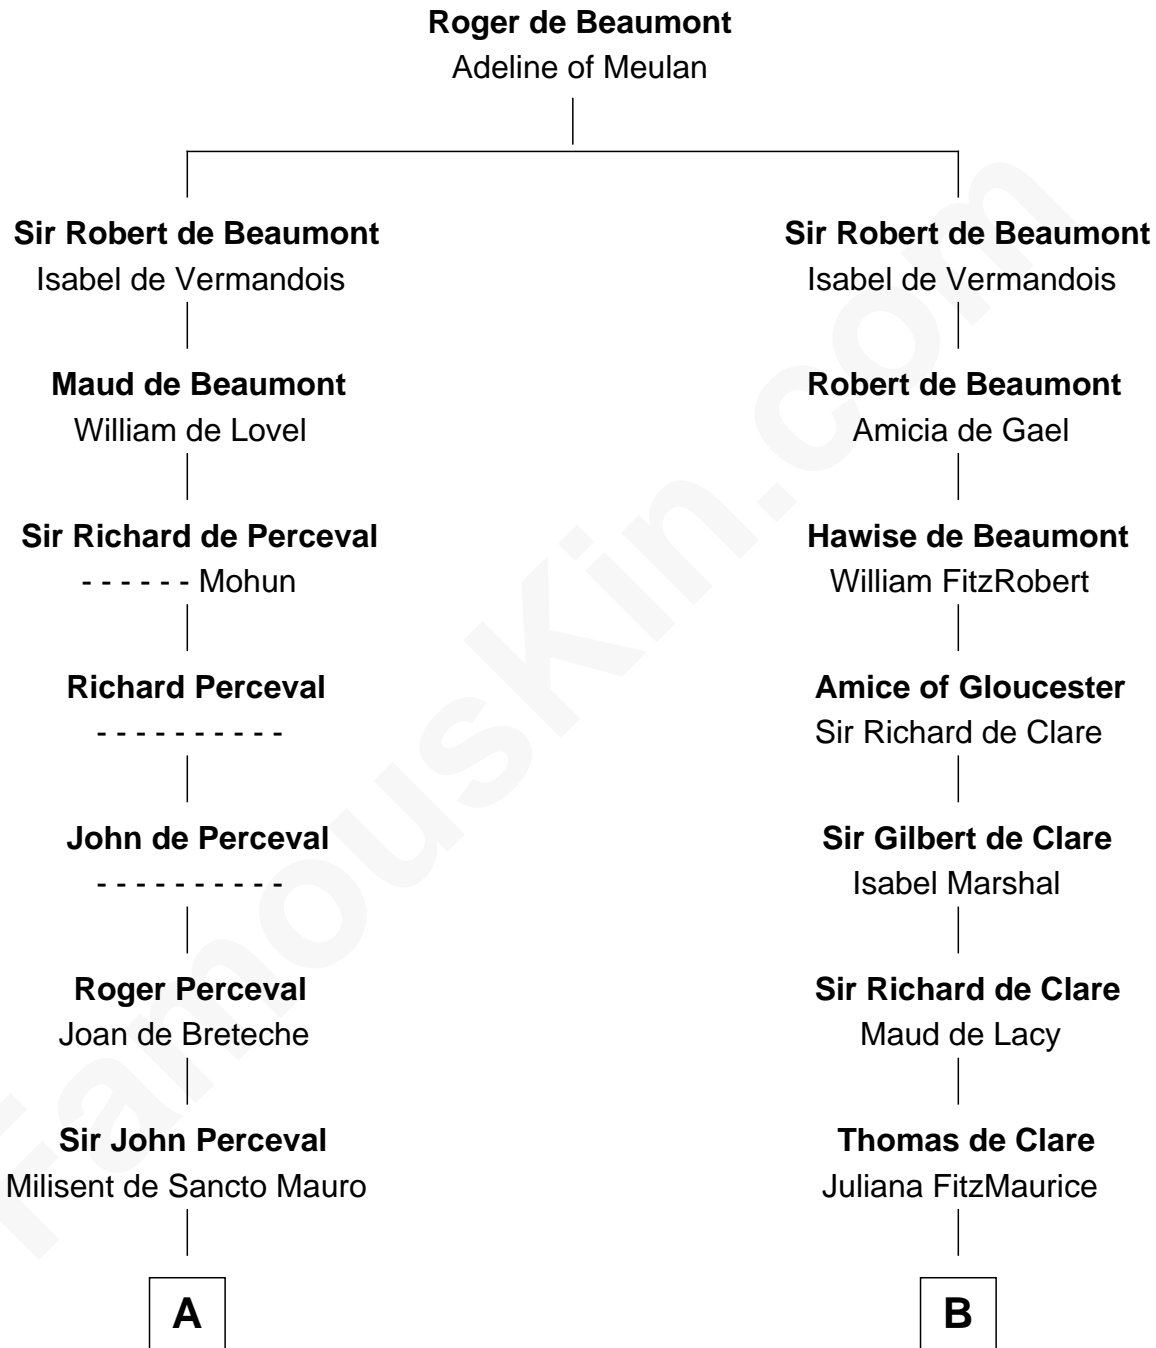 Roger de Beaumont
Adeline of Meulan
Sir Robert de Beaumont
Isabel de Vermandois
Maud de Beaumont
William de Lovel
Sir Richard de Perceval
- - - - - - Mohun
Richard Perceval
- - - - - - - - - -
John de Perceval
- - - - - - - - - -
Roger Perceval
Joan de Breteche
Sir John Perceval
Milisent de Sancto Mauro
A
Sir Robert de Beaumont
Isabel de Vermandois
Robert de Beaumont
Amicia de Gael
Hawise de Beaumont
William FitzRobert
Amice of Gloucester
Sir Richard de Clare
Sir Gilbert de Clare
Isabel Marshal
Sir Richard de Clare
Maud de Lacy
Thomas de Clare
Juliana FitzMaurice
B
FamousKin.com